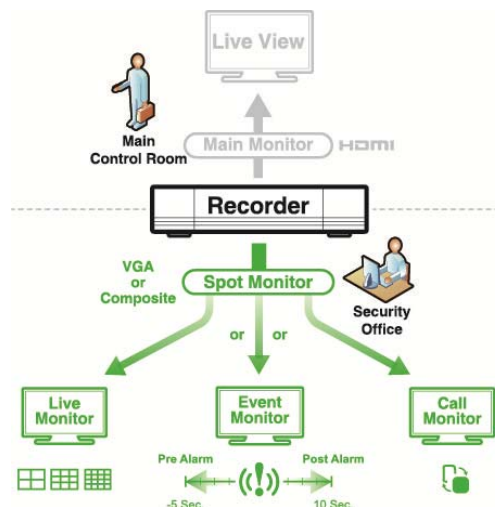 Live View
Main
Control Room
Main Monitor
HDMI
Recorder
VGA
or
Composite
Spot Monitor
Security
Office
or
or
Live
Monitor
Event
Monitor
Call
Monitor
Pre Alarm
Post Alarm
-5 Sec.
10 Sec.